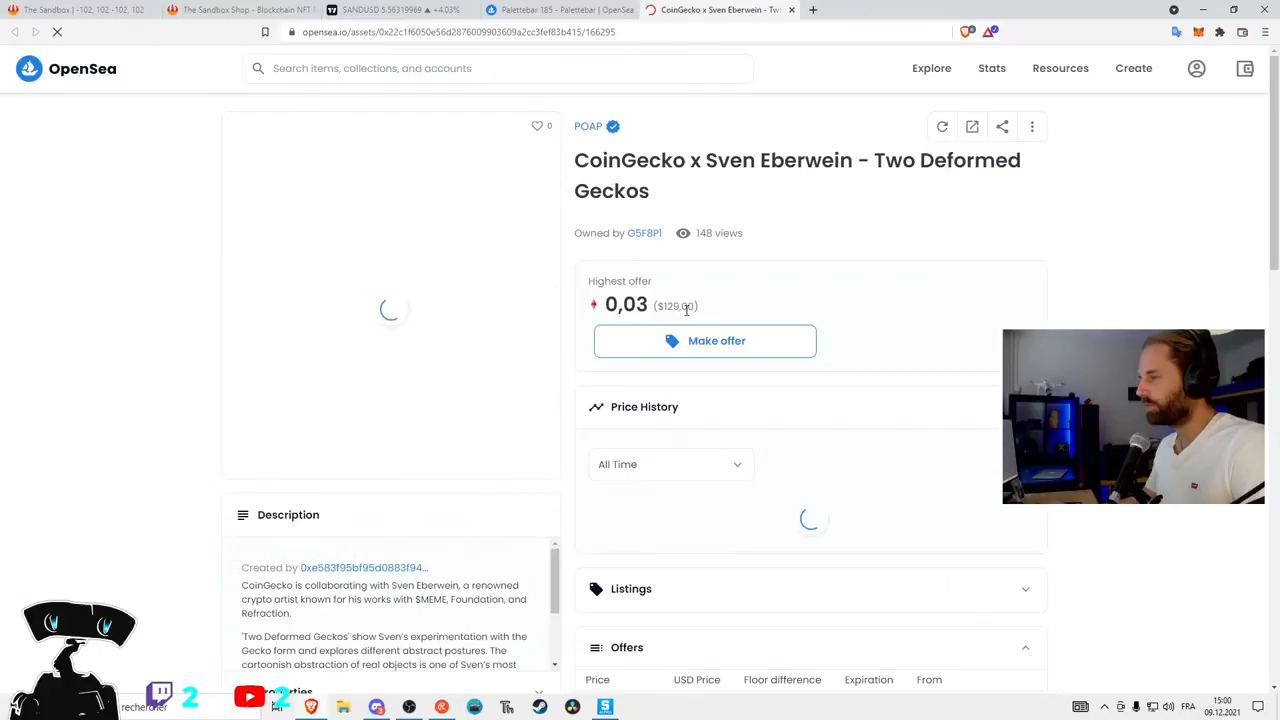 The Sandbox | -102, 102 -102, 102
The Sandbox Shop - Blockchain NFT
SANDUSD 5.56319969 ▲ +4.03%
Palettebar 185 - Palettebar | OpenSea
CoinGecko x Sven Eberwein - Tw
opensea.io/assets/0x22c1f6050e56d2876009903609a2cc3fef83b415/166295
OpenSea
Search items, collections, and accounts
Explore
Stats
Resources
Create
0
POAP
CoinGecko x Sven Eberwein - Two Deformed
Geckos
Owned by G5F8P1
148 views
Highest offer
0,03 ($129,00)
Make offer
Price History
All Time
Description
Created by 0xe583f95bf95d0883f94...
CoinGecko is collaborating with Sven Eberwein, a renowned
crypto artist known for his works with $MEME, Foundation, and
Refraction.
'Two Deformed Geckos' show Sven's experimentation with the
Gecko form and explores different abstract postures. The
cartoonish abstraction of real objects is one of Sven's most
Listings
Offers
Price
USD Price
Floor difference
Expiration
From
2
2
rechercher
FRA
15:00
09.12.2021